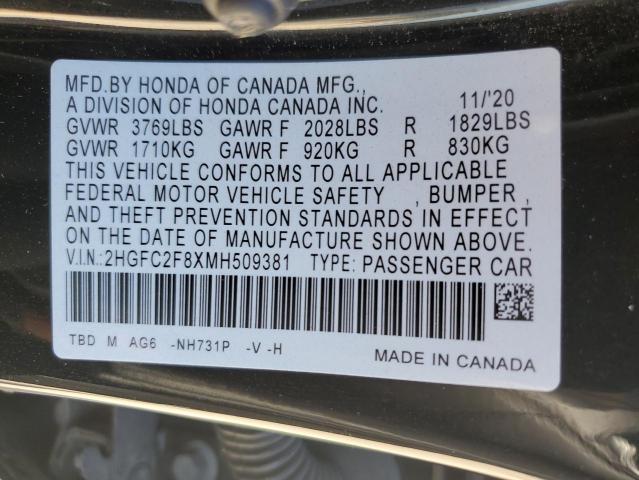 MFD.BY HONDA OF CANADA MFG.,
A DIVISION OF HONDA CANADA INC. 11/'20
GVWR 3769LBS GAWR F 2028LBS R 1829LBS
GVWR 1710KG GAWR F 920KG R 830KG
THIS VEHICLE CONFORMS TO ALL APPLICABLE
FEDERAL MOTOR VEHICLE SAFETY , BUMPER ,
AND THEFT PREVENTION STANDARDS IN EFFECT
ON THE DATE OF MANUFACTURE SHOWN ABOVE.
V.I.N.:2HGFC2F8XMH509381 TYPE: PASSENGER CAR
TBD M AG6 -NH731P -V -H MADE IN CANADA